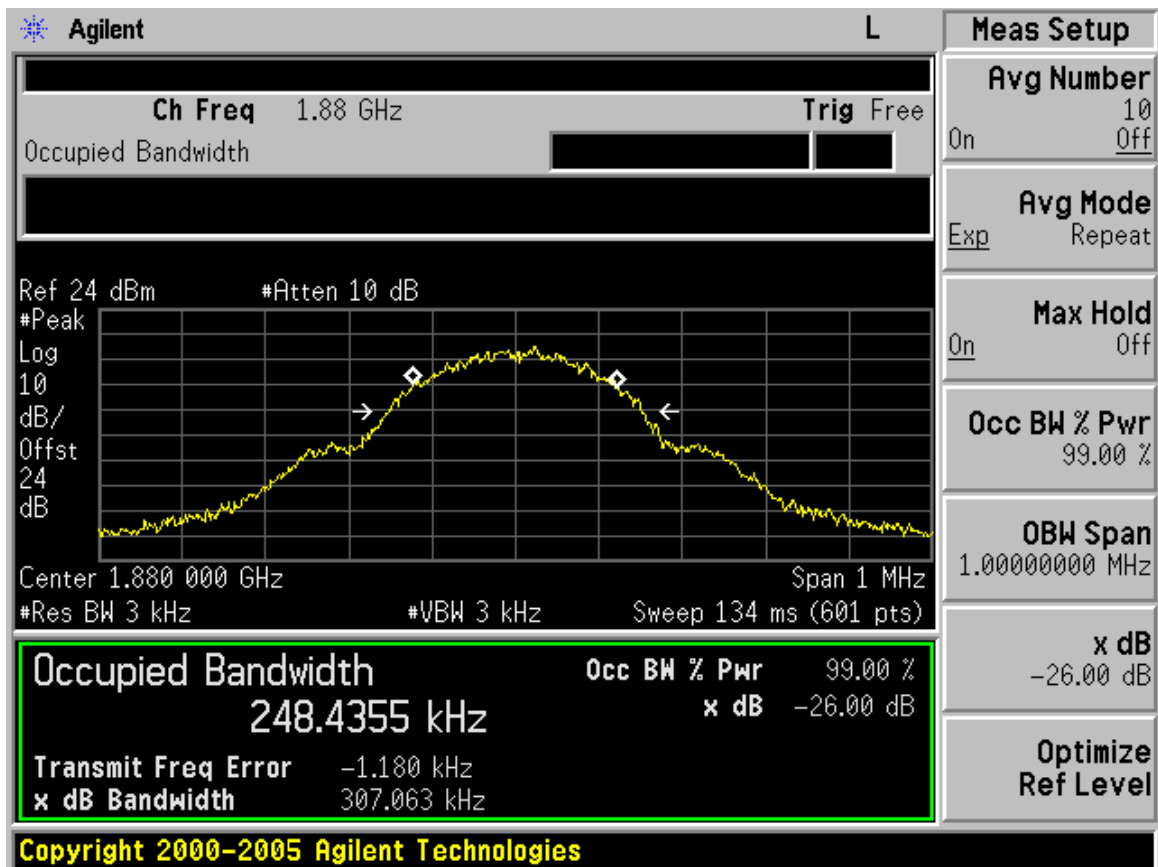 Agilent L
Ch Freq 1.88 GHz Trig Free
Occupied Bandwidth
Ref 24 dBm #Atten 10 dB
#Peak
Log
10
dB/
Offst
24
dB
Center 1.880 000 GHz Span 1 MHz
#Res BW 3 kHz #VBW 3 kHz Sweep 134 ms (601 pts)
Occupied Bandwidth Occ BW % Pwr 99.00 %
248.4355 kHz x dB -26.00 dB
Transmit Freq Error -1.180 kHz
x dB Bandwidth 307.063 kHz
Copyright 2000-2005 Agilent Technologies
Meas Setup
Avg Number
10
On Off
Avg Mode
Exp Repeat
Max Hold
On Off
Occ BW % Pwr
99.00 %
OBW Span
1.00000000 MHz
x dB
-26.00 dB
Optimize
Ref Level